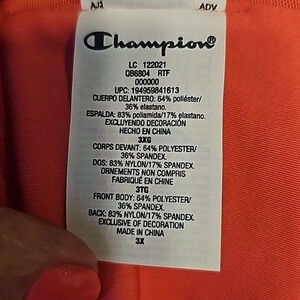 AJ2 ADV
Champion
LC 122021
QB6804 RTF
000000
UPC: 194959841613
CUERPO DELANTERO: 64% poliéster/
36% elastano.
ESPALDA: 83% poliamida/17% elastano.
EXCLUYENDO DECORACIÓN
HECHO EN CHINA
3XG
CORPS DEVANT: 64% POLYESTER/
36% SPANDEX.
DOS: 83% NYLON/17% SPANDEX.
ORNEMENTS NON COMPRIS
FABRIQUÉ EN CHINE
3TG
FRONT BODY: 64% POLYESTER/
36% SPANDEX.
BACK: 83% NYLON/17% SPANDEX.
EXCLUSIVE OF DECORATION
MADE IN CHINA
3X